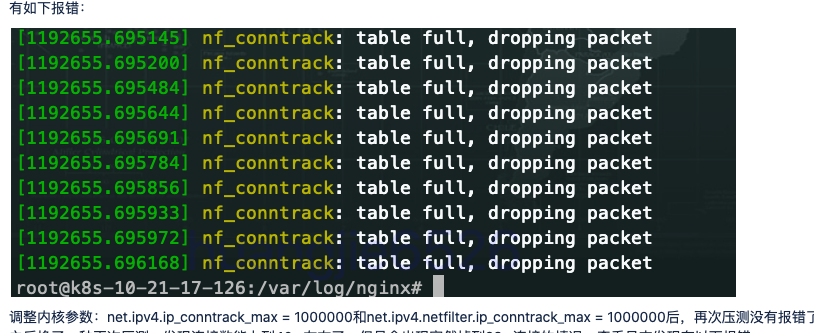 有如下报错：
[1192655.695145] nf_conntrack: table full, dropping packet
[1192655.695200] nf_conntrack: table full, dropping packet
[1192655.695484] nf_conntrack: table full, dropping packet
[1192655.695644] nf_conntrack: table full, dropping packet
[1192655.695691] nf_conntrack: table full, dropping packet
[1192655.695784] nf_conntrack: table full, dropping packet
[1192655.695856] nf_conntrack: table full, dropping packet
[1192655.695933] nf_conntrack: table full, dropping packet
[1192655.695972] nf_conntrack: table full, dropping packet
[1192655.696168] nf_conntrack: table full, dropping packet
root@k8s-10-21-17-126:/var/log/nginx#
调整内核参数：net.ipv4.ip_conntrack_max = 1000000和net.ipv4.netfilter.ip_conntrack_max = 1000000后，再次压测没有报错了